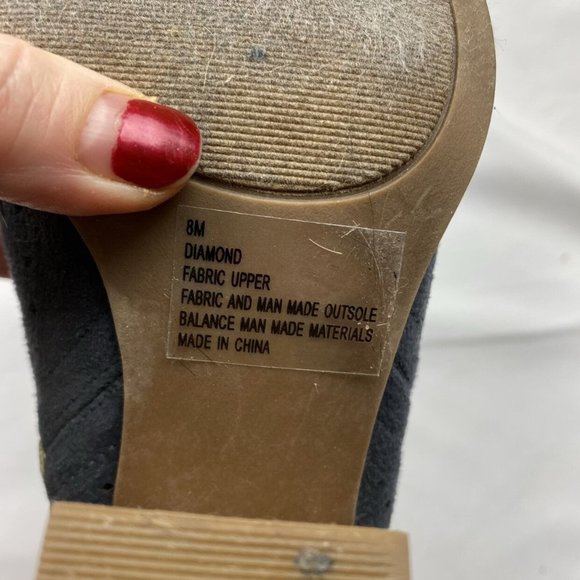 8M
DIAMOND
FABRIC UPPER
FABRIC AND MAN MADE OUTSOLE
BALANCE MAN MADE MATERIALS
MADE IN CHINA